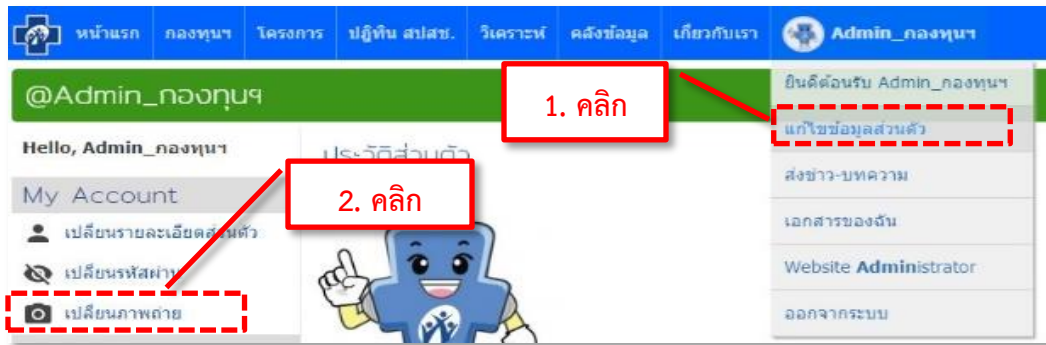 หน้าแรก กองทุนฯ โครงการ ปฏิทิน สปสช. วิเคราะห์ คลังข้อมูล เกี่ยวกับเรา Admin_กองทุนฯ
@Admin_กองทุนฯ
1. คลิก
ยินดีต้อนรับ Admin_กองทุนฯ
แก้ไขข้อมูลส่วนตัว
ส่งข่าว-บทความ
เอกสารของฉัน
Website Administrator
ออกจากระบบ
Hello, Admin_กองทุนฯ
ประวัติส่วนตัว
My Account
2. คลิก
เปลี่ยนรายละเอียดส่วนตัว
เปลี่ยนรหัสผ่าน
เปลี่ยนภาพถ่าย